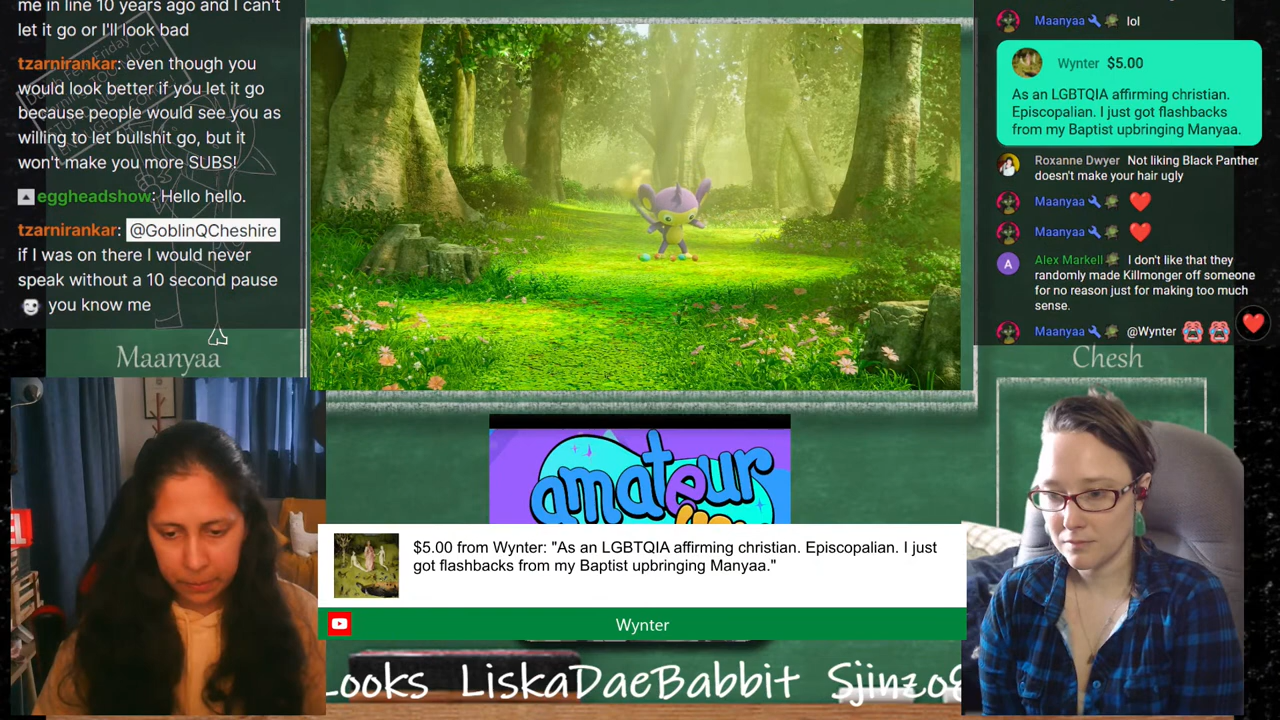 me in line 10 years ago and I can't
let it go or I'll look bad
tzarnirankar: even though you
would look better if you let it go
because people would see you as
willing to let bullshit go, but it
won't make you more SUBS!
eggheadshow: Hello hello.
tzarnirankar: @GoblinQCheshire
if I was on there I would never
speak without a 10 second pause
you know me
Maanyaa
Maanyaa lol
Wynter $5.00
As an LGBTQIA affirming christian.
Episcopalian. I just got flashbacks
from my Baptist upbringing Manyaa.
Roxanne Dwyer Not liking Black Panther
doesn't make your hair ugly
Maanyaa
Maanyaa
A Alex Markell I don't like that they
randomly made Killmonger off someone
for no reason just for making too much
sense.
Maanyaa @Wynter
Chesh
amateur
$5.00 from Wynter: "As an LGBTQIA affirming christian. Episcopalian. I just
got flashbacks from my Baptist upbringing Manyaa."
Wynter
Looks LiskaDaeBabbit Sjinzo